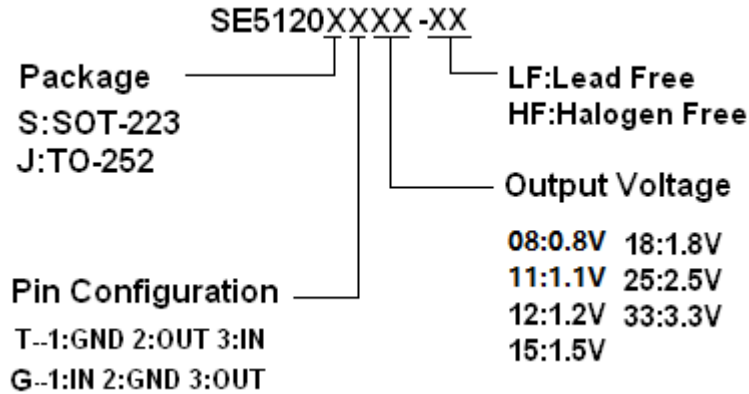 SE5120XXXX-XX
Package
S:SOT-223
J:TO-252
LF:Lead Free
HF:Halogen Free
Output Voltage
08:0.8V 18:1.8V
11:1.1V 25:2.5V
12:1.2V 33:3.3V
15:1.5V
Pin Configuration
T--1:GND 2:OUT 3:IN
G--1:IN 2:GND 3:OUT